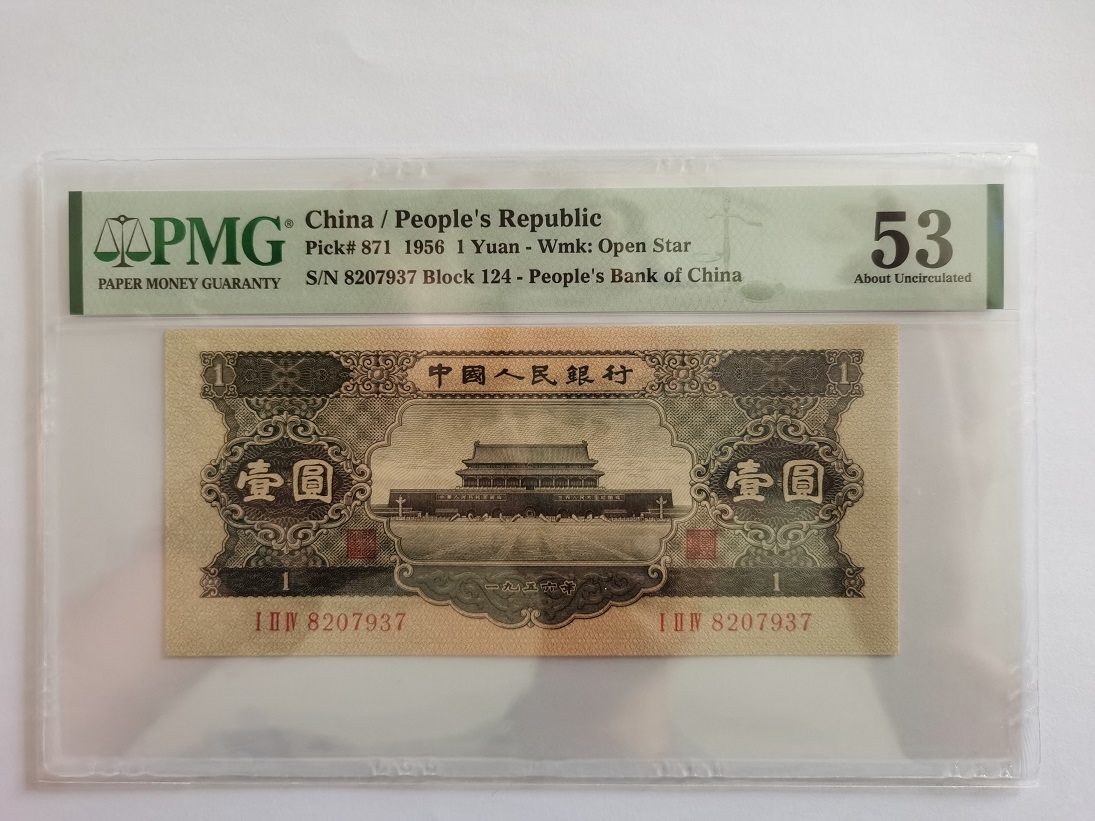 PMG®
PAPER MONEY GUARANTY
China / People's Republic
Pick# 871 1956 1 Yuan - Wmk: Open Star
S/N 8207937 Block 124 - People's Bank of China
53
About Uncirculated
1 中國人民銀行 1
壹圓 壹圓
1 一九五六年 1
I II IV 8207937 I II IV 8207937